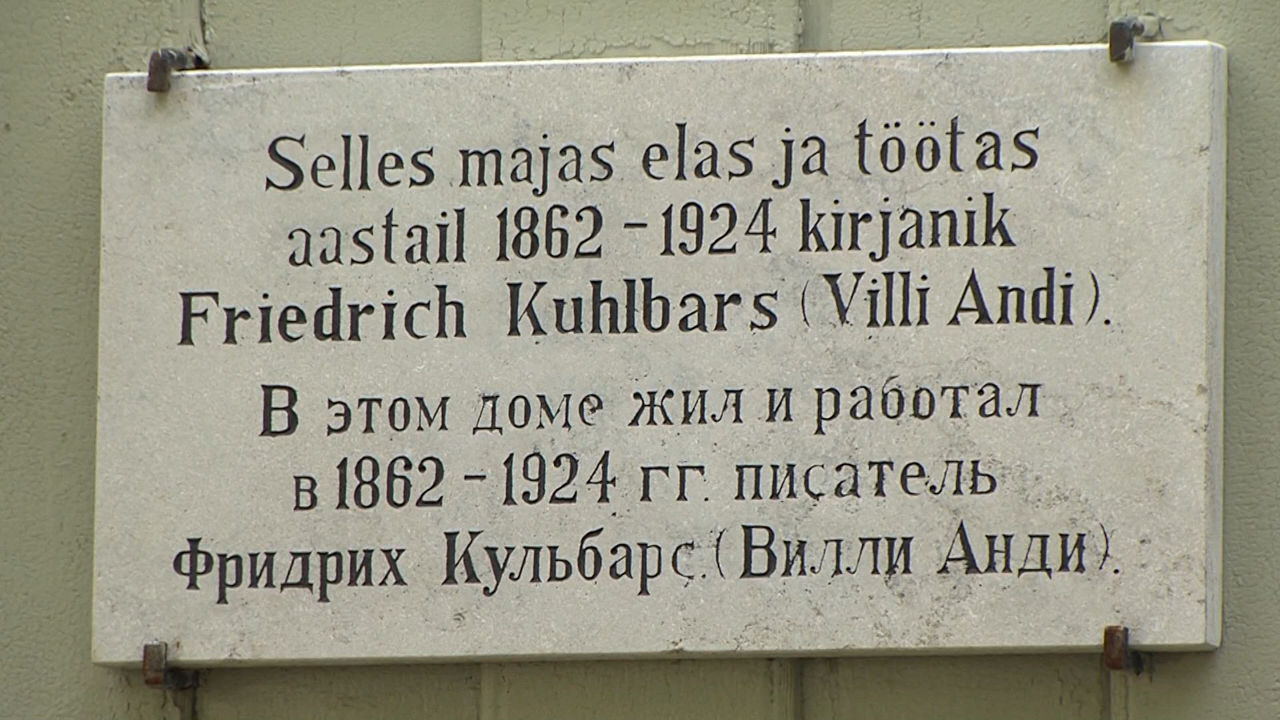 Selles majas elas ja töötas
aastail 1862 - 1924 kirjanik
Friedrich Kuhlbars (Villi Andi).
В этом доме жил и работал
в 1862 - 1924 гг. писатель
Фридрих Кульбарс (Вилли Анди).